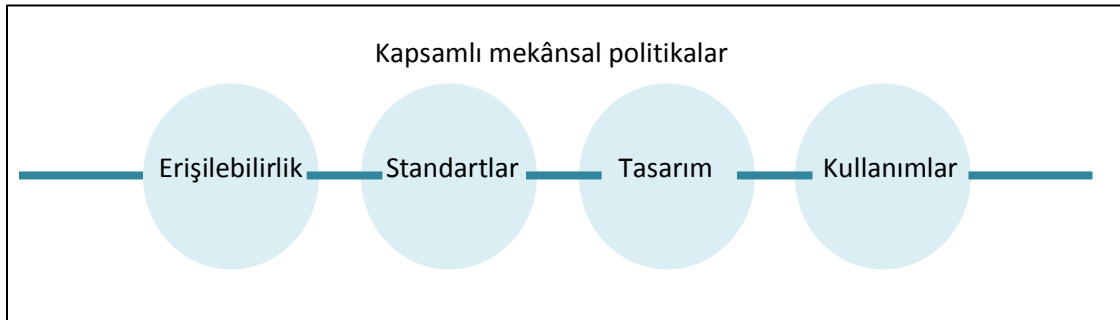 Kapsamlı mekânsal politikalar
Erişilebilirlik
Standartlar
Tasarım
Kullanımlar